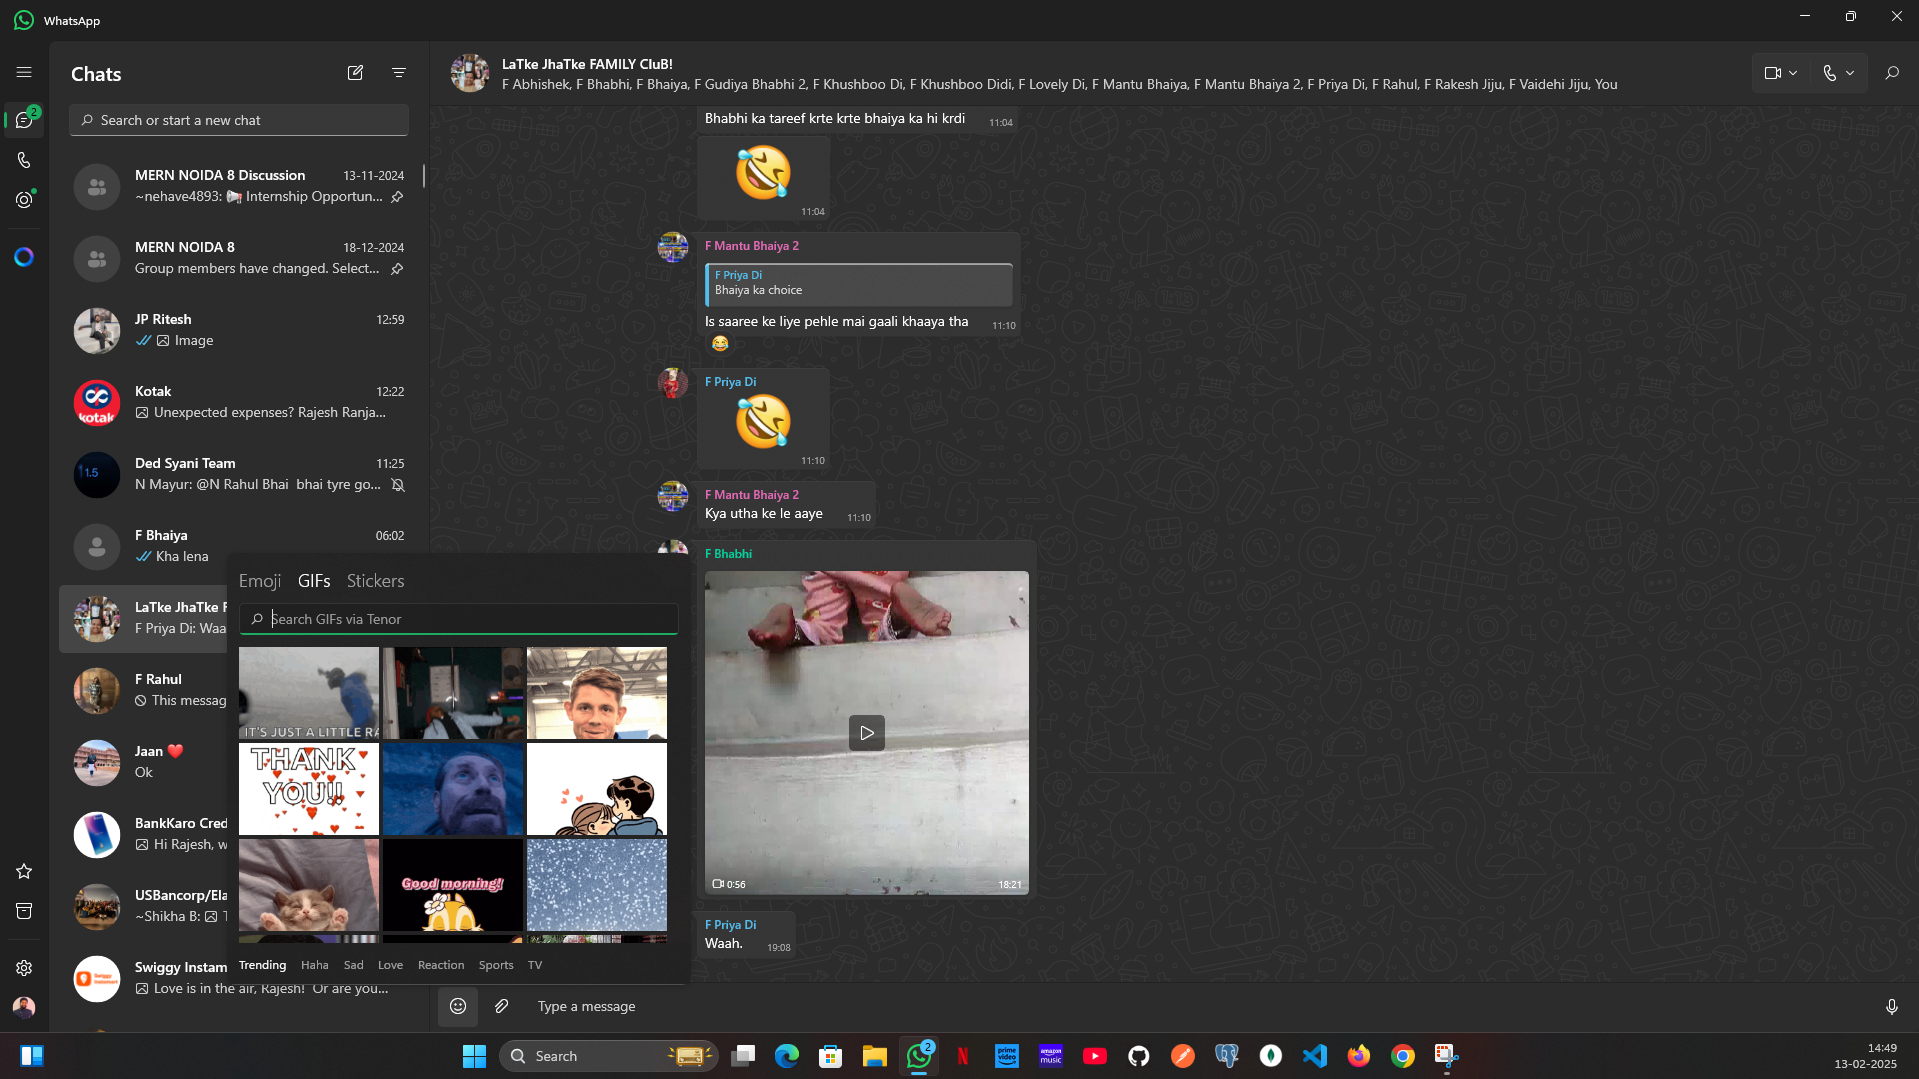 WhatsApp
Chats
Search or start a new chat
2
MERN NOIDA 8 Discussion 13-11-2024
~nehave4893: Internship Opportun...
MERN NOIDA 8 18-12-2024
Group members have changed. Select...
JP Ritesh 12:59
Image
Kotak 12:22
Unexpected expenses? Rajesh Ranja...
kotak
Ded Syani Team 11:25
N Mayur: @N Rahul Bhai bhai tyre go...
1.5
F Bhaiya 06:02
Kha lena
LaTke JhaTke F
F Priya Di: Waa
F Rahul
This messag
Jaan ❤️
Ok
BankKaro Cred
Hi Rajesh, w
USBancorp/Ela
~Shikha B: T
Swiggy Instam
Love is in the air, Rajesh! Or are you...
LaTke JhaTke FAMILY CluB!
F Abhishek, F Bhabhi, F Bhaiya, F Gudiya Bhabhi 2, F Khushboo Di, F Khushboo Didi, F Lovely Di, F Mantu Bhaiya, F Mantu Bhaiya 2, F Priya Di, F Rahul, F Rakesh Jiju, F Vaidehi Jiju, You
Bhabhi ka tareef krte krte bhaiya ka hi krdi 11:04
🤣
11:04
F Mantu Bhaiya 2
F Priya Di
Bhaiya ka choice
Is saaree ke liye pehle mai gaali khaaya tha 11:10
😂
F Priya Di
🤣
11:10
F Mantu Bhaiya 2
Kya utha ke le aaye 11:10
F Bhabhi
0:56 18:21
F Priya Di
Waah. 19:08
Emoji GIFs Stickers
Search GIFs via Tenor
IT'S JUST A LITTLE RA
THANK
YOU!!
Good morning!
Trending Haha Sad Love Reaction Sports TV
Type a message
Search
2
N
prime video
amazon music
14:49
13-02-2025